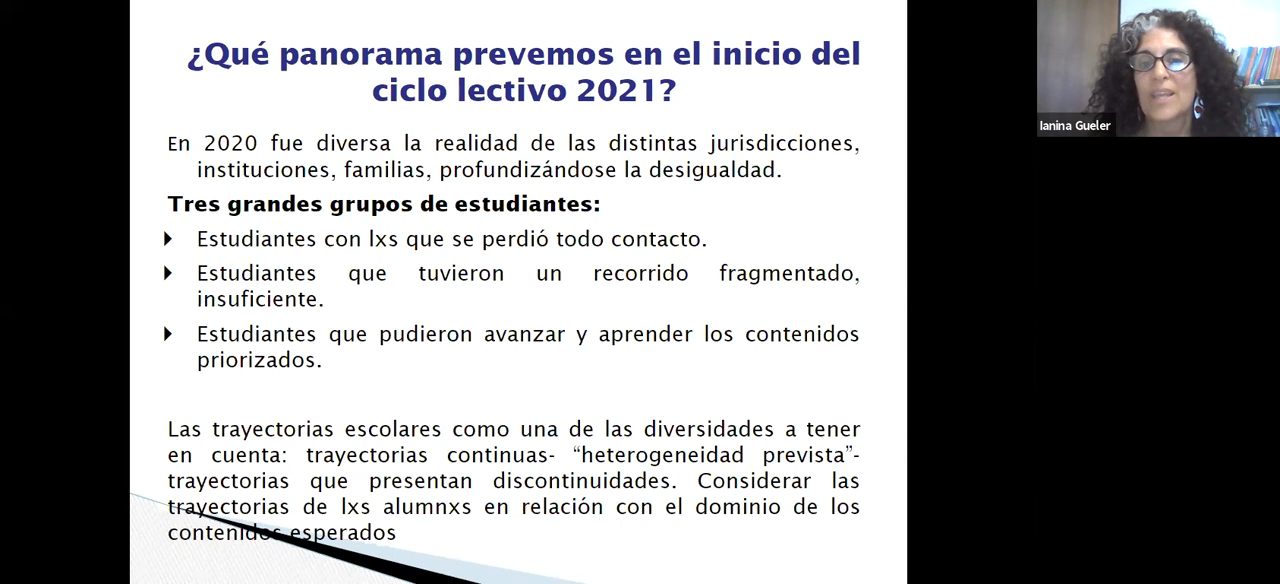 ¿Qué panorama prevemos en el inicio del
ciclo lectivo 2021?
En 2020 fue diversa la realidad de las distintas jurisdicciones,
instituciones, familias, profundizándose la desigualdad.
Tres grandes grupos de estudiantes:
Estudiantes con lxs que se perdió todo contacto.
Estudiantes que tuvieron un recorrido fragmentado,
insuficiente.
Estudiantes que pudieron avanzar y aprender los contenidos
priorizados.
Las trayectorias escolares como una de las diversidades a tener
en cuenta: trayectorias continuas- “heterogeneidad prevista”-
trayectorias que presentan discontinuidades. Considerar las
trayectorias de lxs alumnxs en relación con el dominio de los
contenidos esperados
Ianina Gueler